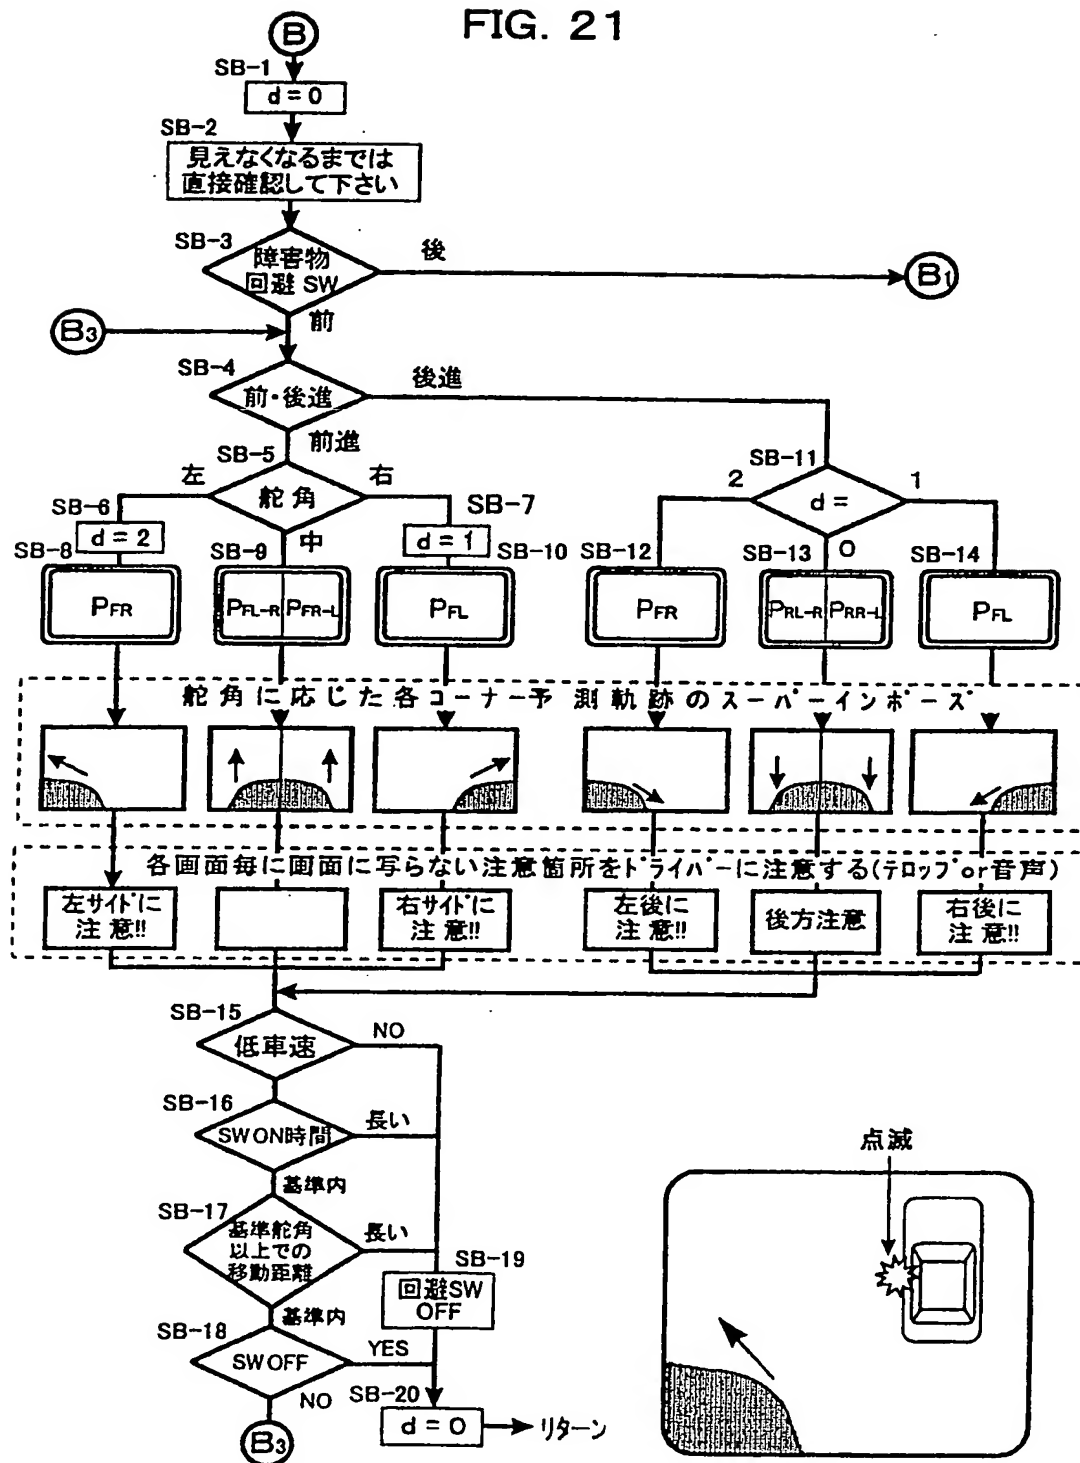 FIG. 21
B
SB-1
d = 0
SB-2
見えなくなるまでは
直接確認して下さい
SB-3
障害物
回避 SW
後
B1
前
B3
SB-4
前・後進
後進
前進
SB-5
舵角
左
右
中
SB-6
d = 2
SB-7
d = 1
SB-11
d =
2
1
0
SB-8
PFR
SB-9
PFL-R
PFR-L
SB-10
PFL
SB-12
PFR
SB-13
PRL-R
PRR-L
SB-14
PFL
舵角に応じた各コーナー予測軌跡のスーパーインポーズ
各画面毎に画面に写らない注意箇所をドライバーに注意する(テロップor音声)
左サイドに
注意!!
右サイドに
注意!!
左後に
注意!!
後方注意
右後に
注意!!
SB-15
低車速
NO
SB-16
SW ON時間
長い
基準内
SB-17
基準舵角
以上での
移動距離
長い
基準内
SB-19
回避SW
OFF
SB-18
SW OFF
YES
NO
B3
SB-20
d = 0
リターン
点滅